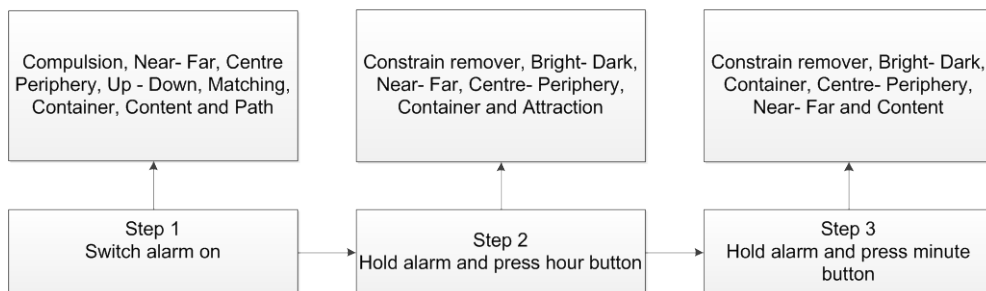 Compulsion, Near- Far, Centre
Periphery, Up - Down, Matching,
Container, Content and Path
Constrain remover, Bright- Dark,
Near- Far, Centre- Periphery,
Container and Attraction
Constrain remover, Bright- Dark,
Container, Centre- Periphery,
Near- Far and Content
Step 1
Switch alarm on
Step 2
Hold alarm and press hour button
Step 3
Hold alarm and press minute
button